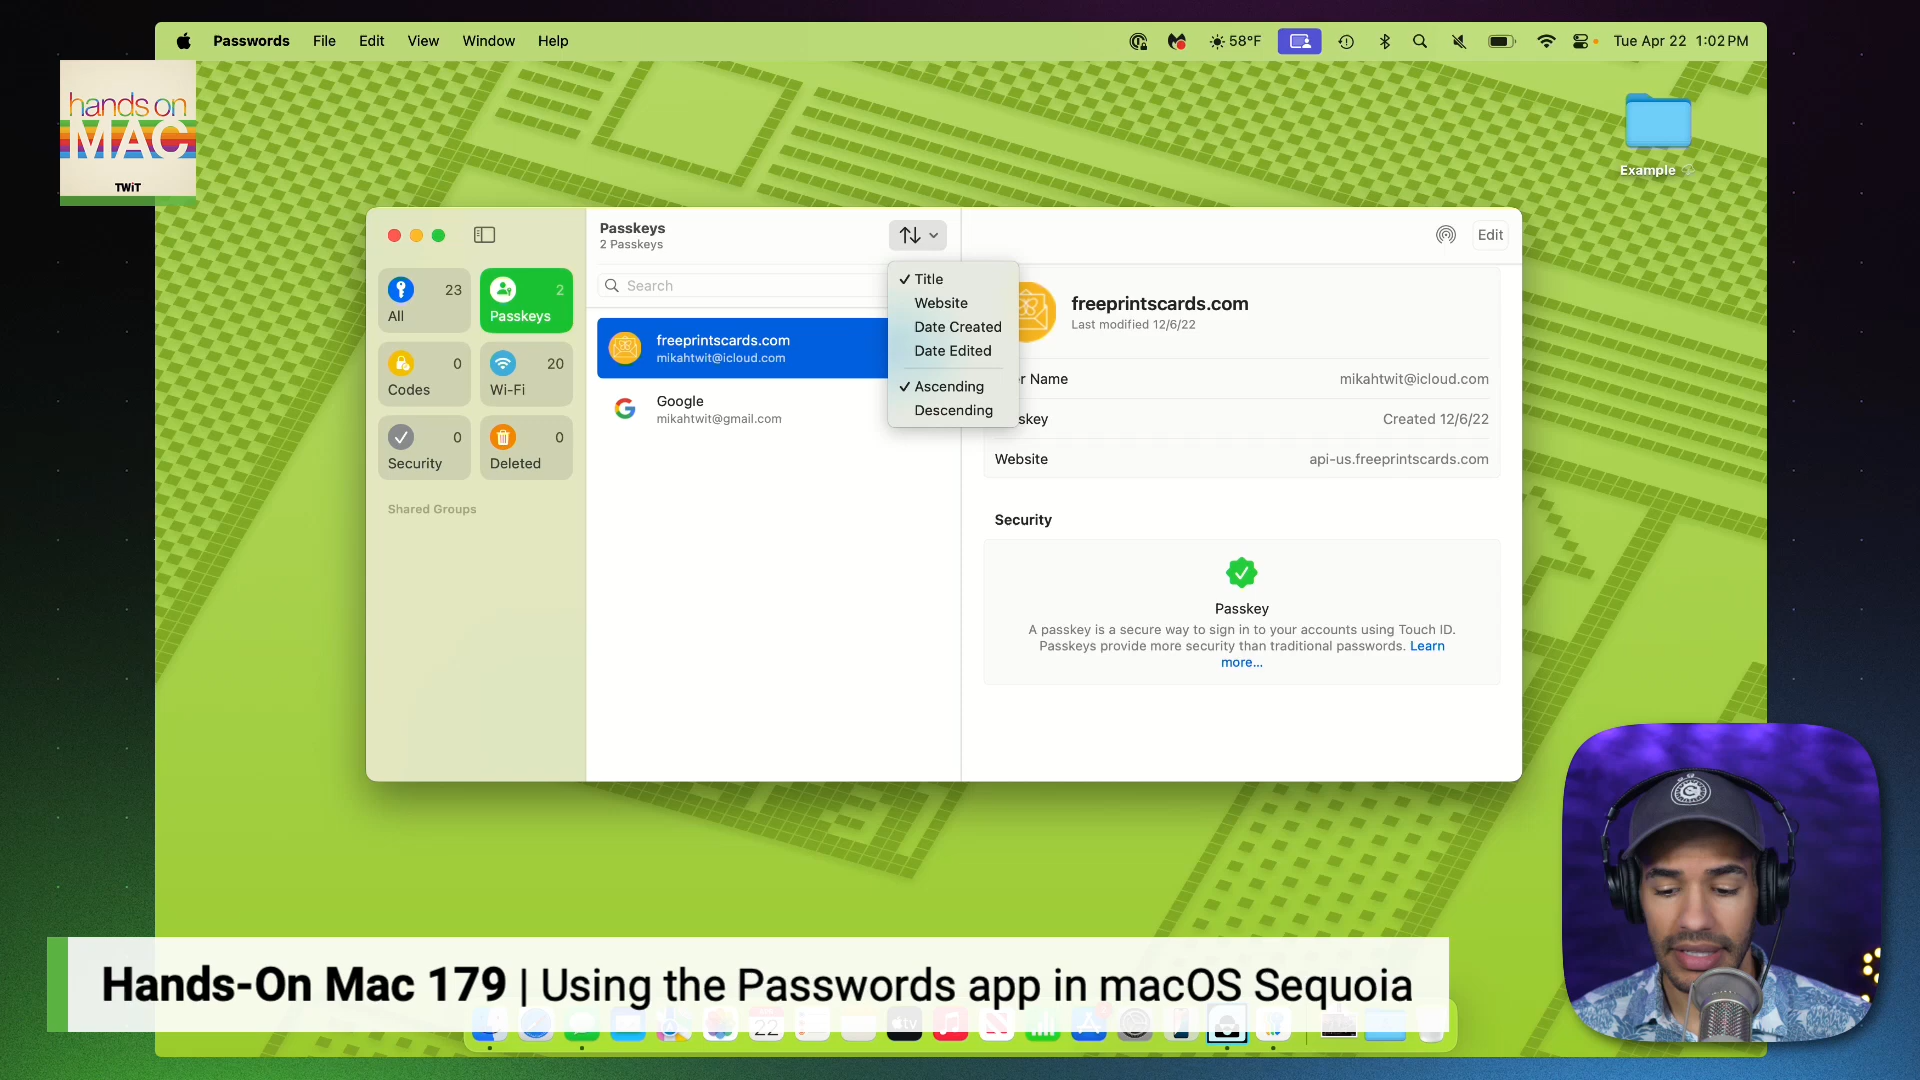 Passwords File Edit View Window Help
58°F Tue Apr 22 1:02 PM
hands on
MAC
TWiT
Example
Passkeys
2 Passkeys
Edit
Search
All 23
Passkeys 2
Codes 0
Wi-Fi 20
Security 0
Deleted 0
Shared Groups
freeprintscards.com
mikahtwit@icloud.com
Google
mikahtwit@gmail.com
✓ Title
Website
Date Created
Date Edited
✓ Ascending
Descending
freeprintscards.com
Last modified 12/6/22
r Name mikahtwit@icloud.com
skey Created 12/6/22
Website api-us.freeprintscards.com
Security
Passkey
A passkey is a secure way to sign in to your accounts using Touch ID.
Passkeys provide more security than traditional passwords. Learn
more...
Hands-On Mac 179 | Using the Passwords app in macOS Sequoia
22
tv